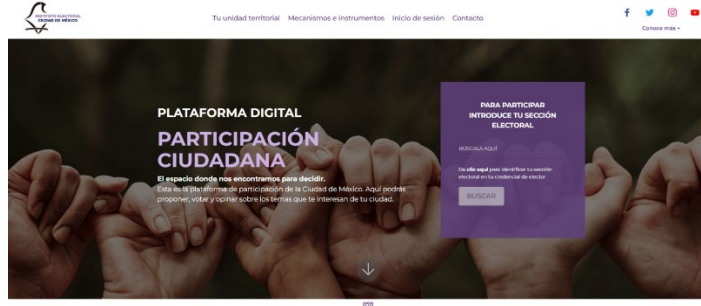 INSTITUTO ELECTORAL
CIUDAD DE MÉXICO
Tu unidad territorial Mecanismos e instrumentos Inicio de sesión Contacto
Conoce más
PLATAFORMA DIGITAL
PARTICIPACIÓN
CIUDADANA
El espacio donde nos encontramos para decidir.
Esta es la plataforma de participación de la Ciudad de México. Aquí podrás
proponer, votar y opinar sobre los temas que te interesan de tu ciudad.
PARA PARTICIPAR
INTRODUCE TU SECCIÓN
ELECTORAL
BÚSCALA AQUÍ
Da clic aquí para identificar tu sección
electoral en tu credencial de elector
BUSCAR